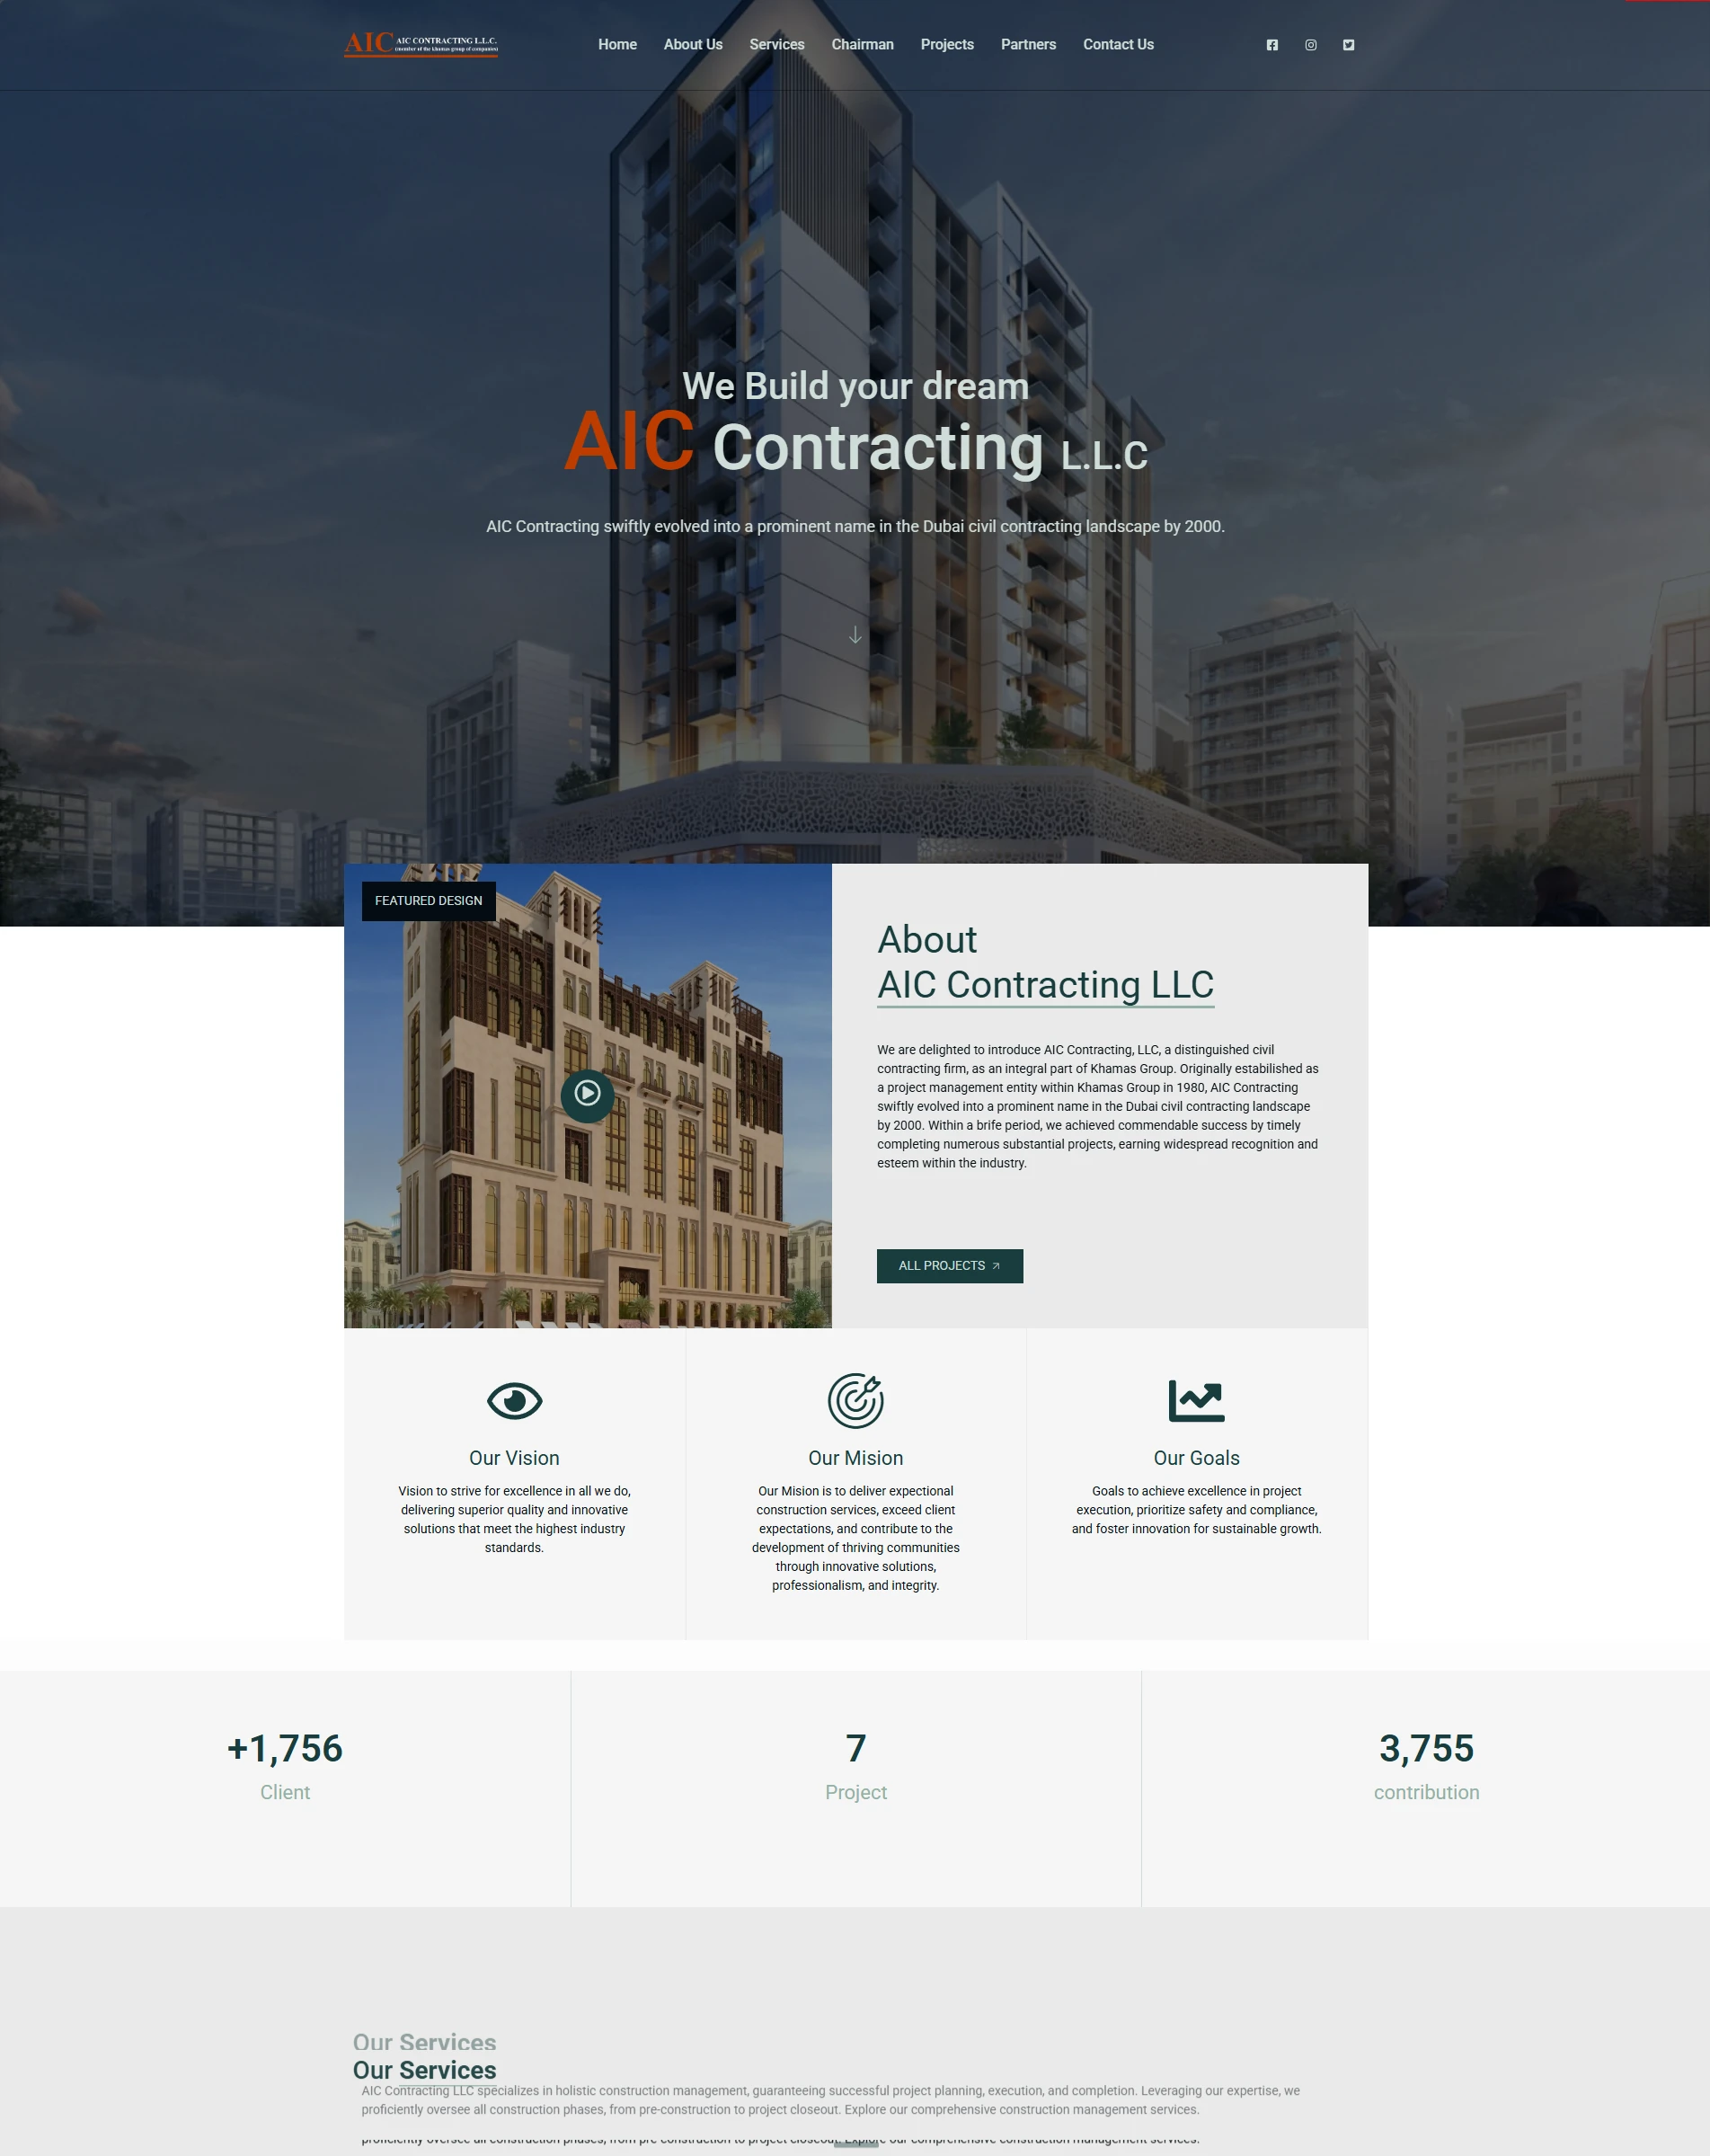 AIC AIC CONTRACTING L.L.C.
(member of the khamas group of companies)
Home About Us Services Chairman Projects Partners Contact Us
We Build your dream
AIC Contracting L.L.C
AIC Contracting swiftly evolved into a prominent name in the Dubai civil contracting landscape by 2000.
FEATURED DESIGN
About
AIC Contracting LLC
We are delighted to introduce AIC Contracting, LLC, a distinguished civil
contracting firm, as an integral part of Khamas Group. Originally estabilished as
a project management entity within Khamas Group in 1980, AIC Contracting
swiftly evolved into a prominent name in the Dubai civil contracting landscape
by 2000. Within a brife period, we achieved commendable success by timely
completing numerous substantial projects, earning widespread recognition and
esteem within the industry.
ALL PROJECTS
Our Vision
Vision to strive for excellence in all we do,
delivering superior quality and innovative
solutions that meet the highest industry
standards.
Our Mision
Our Mision is to deliver expectional
construction services, exceed client
expectations, and contribute to the
development of thriving communities
through innovative solutions,
professionalism, and integrity.
Our Goals
Goals to achieve excellence in project
execution, prioritize safety and compliance,
and foster innovation for sustainable growth.
+1,756
Client
7
Project
3,755
contribution
Our Services
Our Services
AIC Contracting LLC specializes in holistic construction management, guaranteeing successful project planning, execution, and completion. Leveraging our expertise, we
proficiently oversee all construction phases, from pre-construction to project closeout. Explore our comprehensive construction management services.
proficiently oversee all construction phases, from pre-construction to project closeout. Explore our comprehensive construction management services.